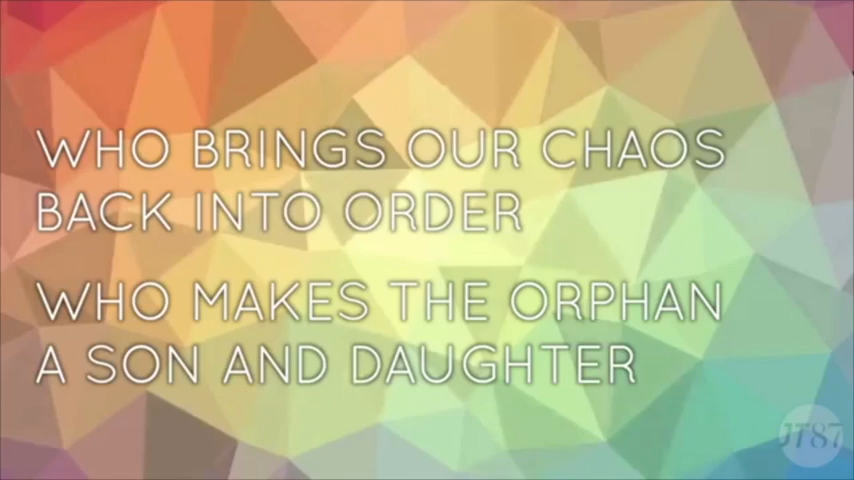 WHO BRINGS OUR CHAOS
BACK INTO ORDER
WHO MAKES THE ORPHAN
A SON AND DAUGHTER
JT87